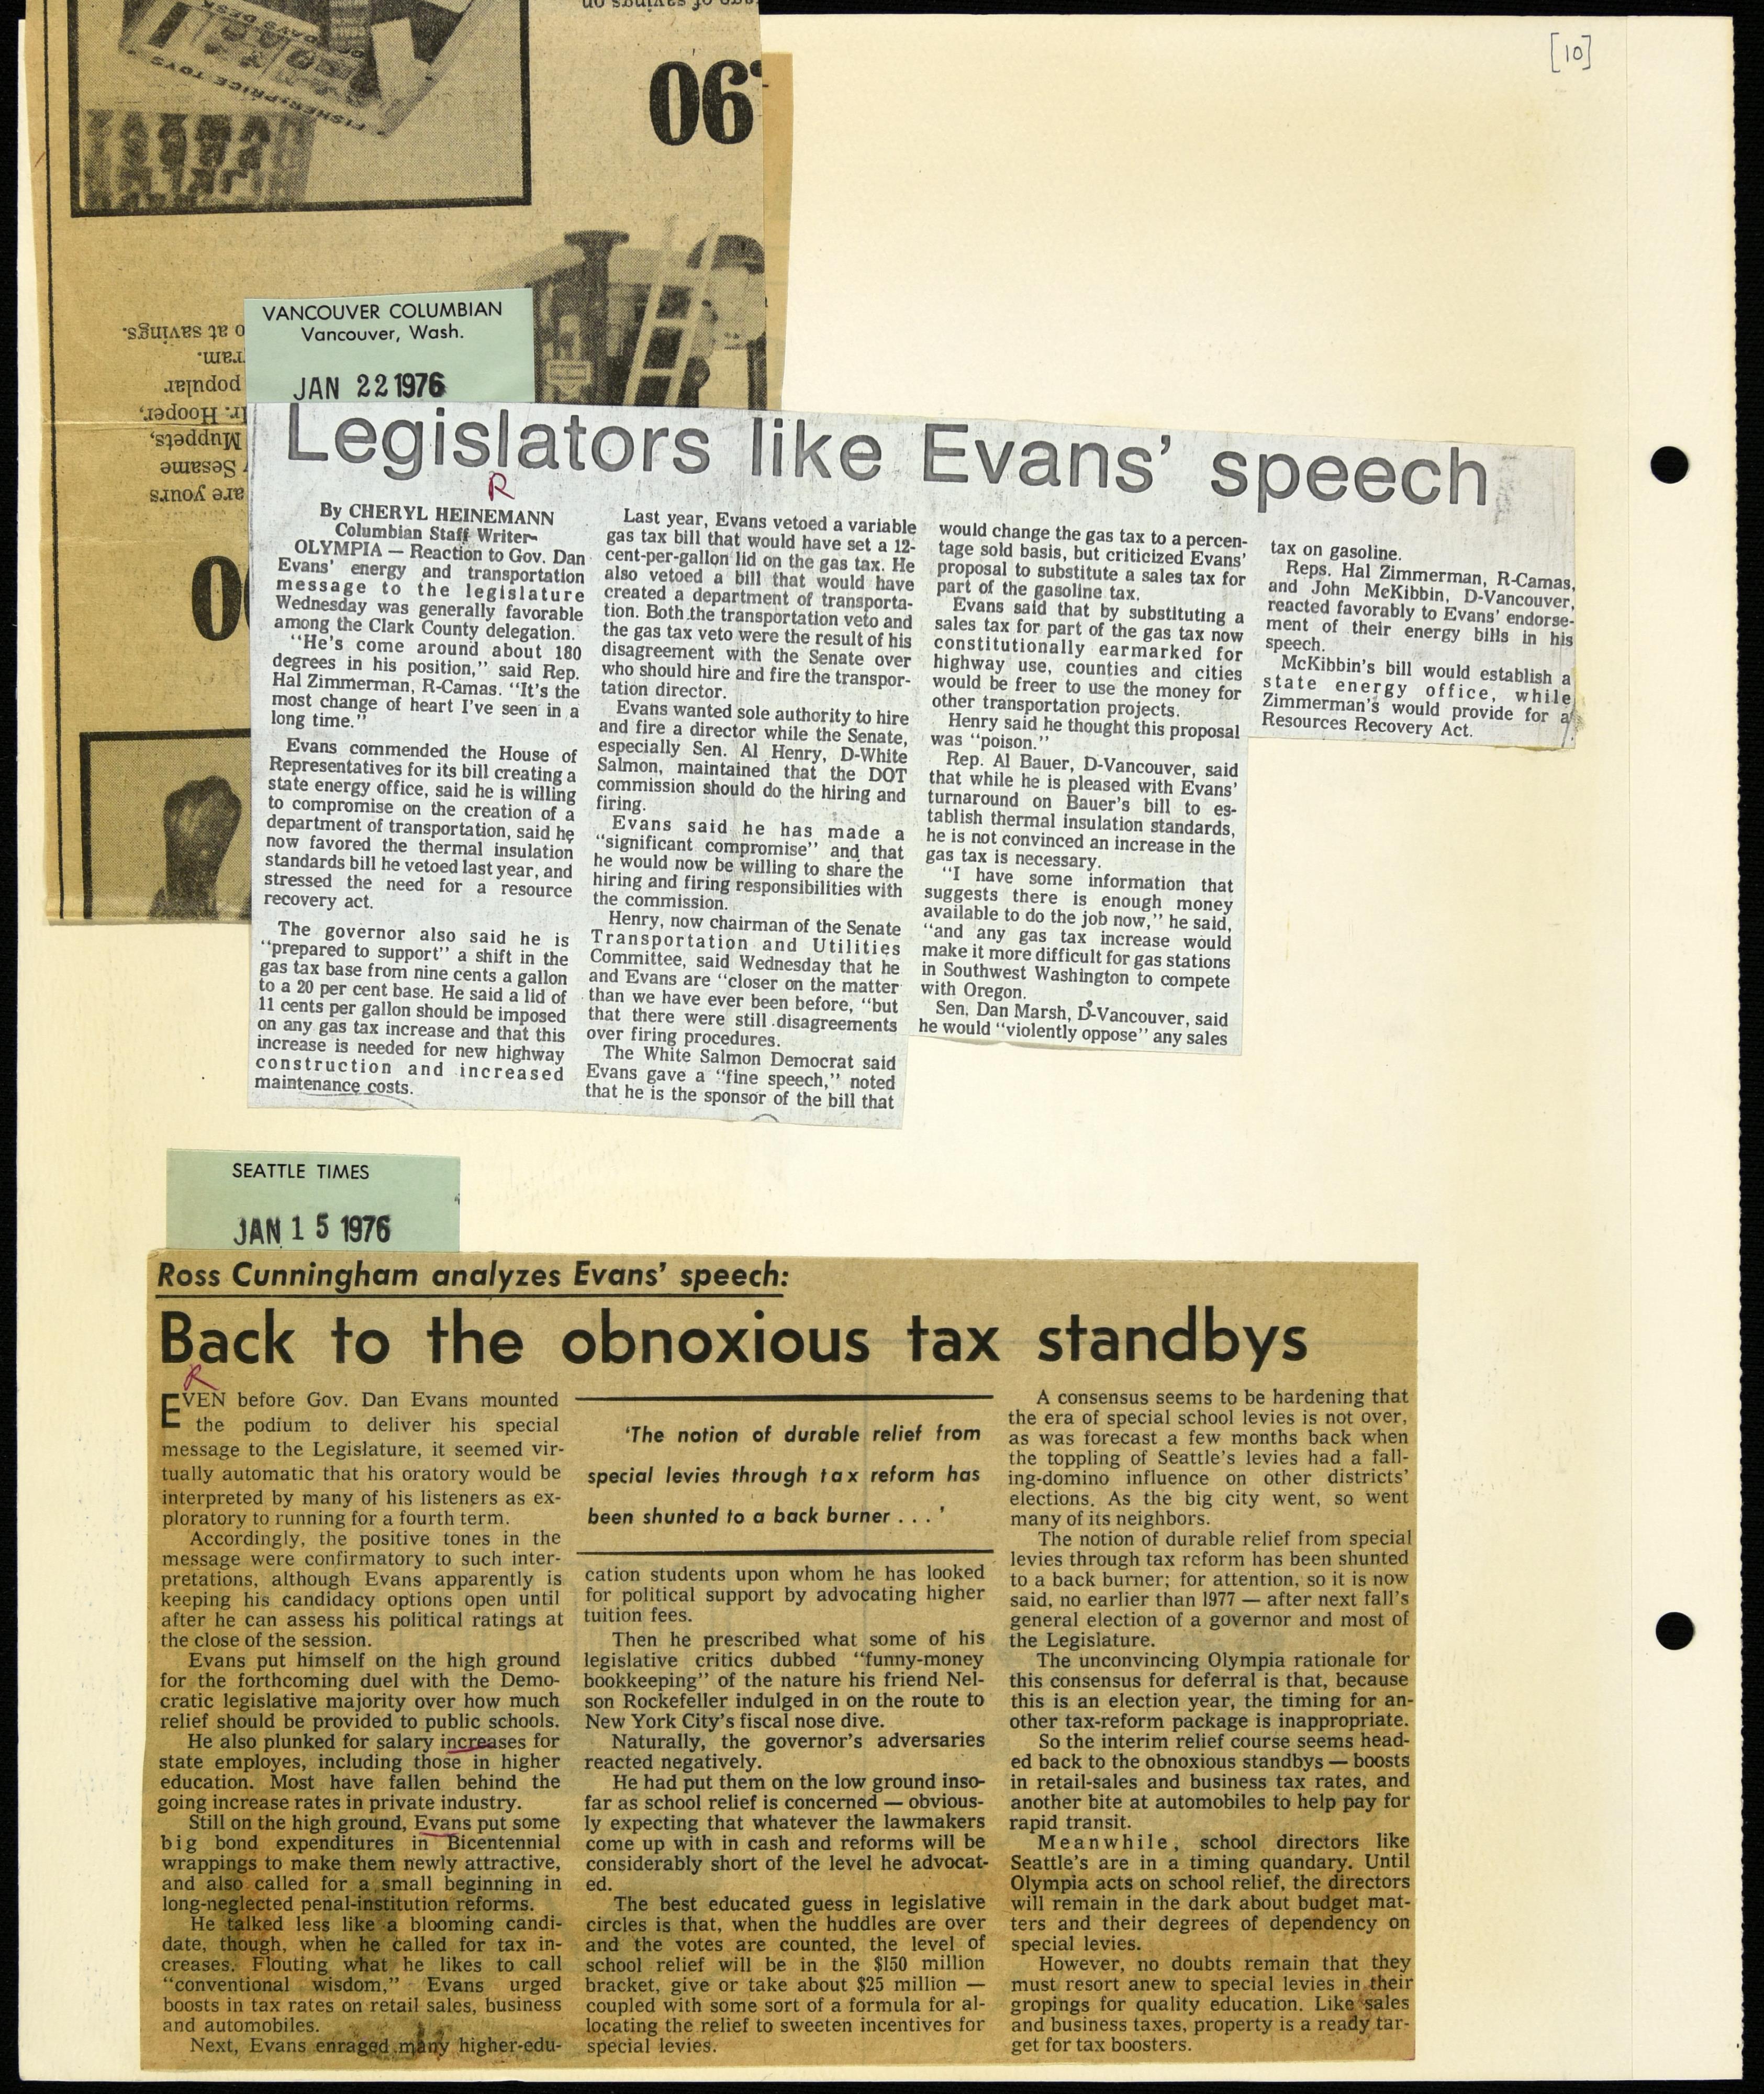 [10]
age of savings on
FISHER-PRICE TOYS
06
o at savings.
ram.
popular
Ir. Hooper,
Muppets,
Sesame
are yours
VANCOUVER COLUMBIAN
Vancouver, Wash.
JAN 22 1976
Legislators like Evans’ speech
R
By CHERYL HEINEMANN
Columbian Staff Writer
OLYMPIA — Reaction to Gov. Dan
Evans’ energy and transportation
message to the legislature
Wednesday was generally favorable
among the Clark County delegation.
“He’s come around about 180
degrees in his position,” said Rep.
Hal Zimmerman, R-Camas. “It’s the
most change of heart I’ve seen in a
long time.”
Evans commended the House of
Representatives for its bill creating a
state energy office, said he is willing
to compromise on the creation of a
department of transportation, said he
now favored the thermal insulation
standards bill he vetoed last year, and
stressed the need for a resource
recovery act.
The governor also said he is
“prepared to support” a shift in the
gas tax base from nine cents a gallon
to a 20 per cent base. He said a lid of
11 cents per gallon should be imposed
on any gas tax increase and that this
increase is needed for new highway
construction and increased
maintenance costs.
Last year, Evans vetoed a variable
gas tax bill that would have set a 12-
cent-per-gallon lid on the gas tax. He
also vetoed a bill that would have
created a department of transporta-
tion. Both the transportation veto and
the gas tax veto were the result of his
disagreement with the Senate over
who should hire and fire the transpor-
tation director.
Evans wanted sole authority to hire
and fire a director while the Senate,
especially Sen. Al Henry, D-White
Salmon, maintained that the DOT
commission should do the hiring and
firing.
Evans said he has made a
“significant compromise” and that
he would now be willing to share the
hiring and firing responsibilities with
the commission.
Henry, now chairman of the Senate
Transportation and Utilities
Committee, said Wednesday that he
and Evans are “closer on the matter
than we have ever been before, “but
that there were still disagreements
over firing procedures.
The White Salmon Democrat said
Evans gave a “fine speech,” noted
that he is the sponsor of the bill that
would change the gas tax to a percen-
tage sold basis, but criticized Evans’
proposal to substitute a sales tax for
part of the gasoline tax.
Evans said that by substituting a
sales tax for part of the gas tax now
constitutionally earmarked for
highway use, counties and cities
would be freer to use the money for
other transportation projects.
Henry said he thought this proposal
was “poison.”
Rep. Al Bauer, D-Vancouver, said
that while he is pleased with Evans’
turnaround on Bauer’s bill to es-
tablish thermal insulation standards,
he is not convinced an increase in the
gas tax is necessary.
“I have some information that
suggests there is enough money
available to do the job now,” he said,
“and any gas tax increase would
make it more difficult for gas stations
in Southwest Washington to compete
with Oregon.
Sen. Dan Marsh, D-Vancouver, said
he would “violently oppose” any sales
tax on gasoline.
Reps. Hal Zimmerman, R-Camas,
and John McKibbin, D-Vancouver,
reacted favorably to Evans’ endorse-
ment of their energy bills in his
speech.
McKibbin’s bill would establish a
state energy office, while
Zimmerman’s would provide for a
Resources Recovery Act.
SEATTLE TIMES
JAN 15 1976
Ross Cunningham analyzes Evans’ speech:
Back to the obnoxious tax standbys
R
EVEN before Gov. Dan Evans mounted
the podium to deliver his special
message to the Legislature, it seemed vir-
tually automatic that his oratory would be
interpreted by many of his listeners as ex-
ploratory to running for a fourth term.
Accordingly, the positive tones in the
message were confirmatory to such inter-
pretations, although Evans apparently is
keeping his candidacy options open until
after he can assess his political ratings at
the close of the session.
Evans put himself on the high ground
for the forthcoming duel with the Demo-
cratic legislative majority over how much
relief should be provided to public schools.
He also plunked for salary increases for
state employes, including those in higher
education. Most have fallen behind the
going increase rates in private industry.
Still on the high ground, Evans put some
big bond expenditures in Bicentennial
wrappings to make them newly attractive,
and also called for a small beginning in
long-neglected penal-institution reforms.
He talked less like a blooming candi-
date, though, when he called for tax in-
creases. Flouting what he likes to call
“conventional wisdom,” Evans urged
boosts in tax rates on retail sales, business
and automobiles.
Next, Evans enraged many higher-edu-
‘The notion of durable relief from
special levies through tax reform has
been shunted to a back burner . . . ’
cation students upon whom he has looked
for political support by advocating higher
tuition fees.
Then he prescribed what some of his
legislative critics dubbed “funny-money
bookkeeping” of the nature his friend Nel-
son Rockefeller indulged in on the route to
New York City’s fiscal nose dive.
Naturally, the governor’s adversaries
reacted negatively.
He had put them on the low ground inso-
far as school relief is concerned — obvious-
ly expecting that whatever the lawmakers
come up with in cash and reforms will be
considerably short of the level he advocat-
ed.
The best educated guess in legislative
circles is that, when the huddles are over
and the votes are counted, the level of
school relief will be in the $150 million
bracket, give or take about $25 million —
coupled with some sort of a formula for al-
locating the relief to sweeten incentives for
special levies.
A consensus seems to be hardening that
the era of special school levies is not over,
as was forecast a few months back when
the toppling of Seattle’s levies had a fall-
ing-domino influence on other districts’
elections. As the big city went, so went
many of its neighbors.
The notion of durable relief from special
levies through tax reform has been shunted
to a back burner; for attention, so it is now
said, no earlier than 1977 — after next fall’s
general election of a governor and most of
the Legislature.
The unconvincing Olympia rationale for
this consensus for deferral is that, because
this is an election year, the timing for an-
other tax-reform package is inappropriate.
So the interim relief course seems head-
ed back to the obnoxious standbys — boosts
in retail-sales and business tax rates, and
another bite at automobiles to help pay for
rapid transit.
Meanwhile, school directors like
Seattle’s are in a timing quandary. Until
Olympia acts on school relief, the directors
will remain in the dark about budget mat-
ters and their degrees of dependency on
special levies.
However, no doubts remain that they
must resort anew to special levies in their
gropings for quality education. Like sales
and business taxes, property is a ready tar-
get for tax boosters.